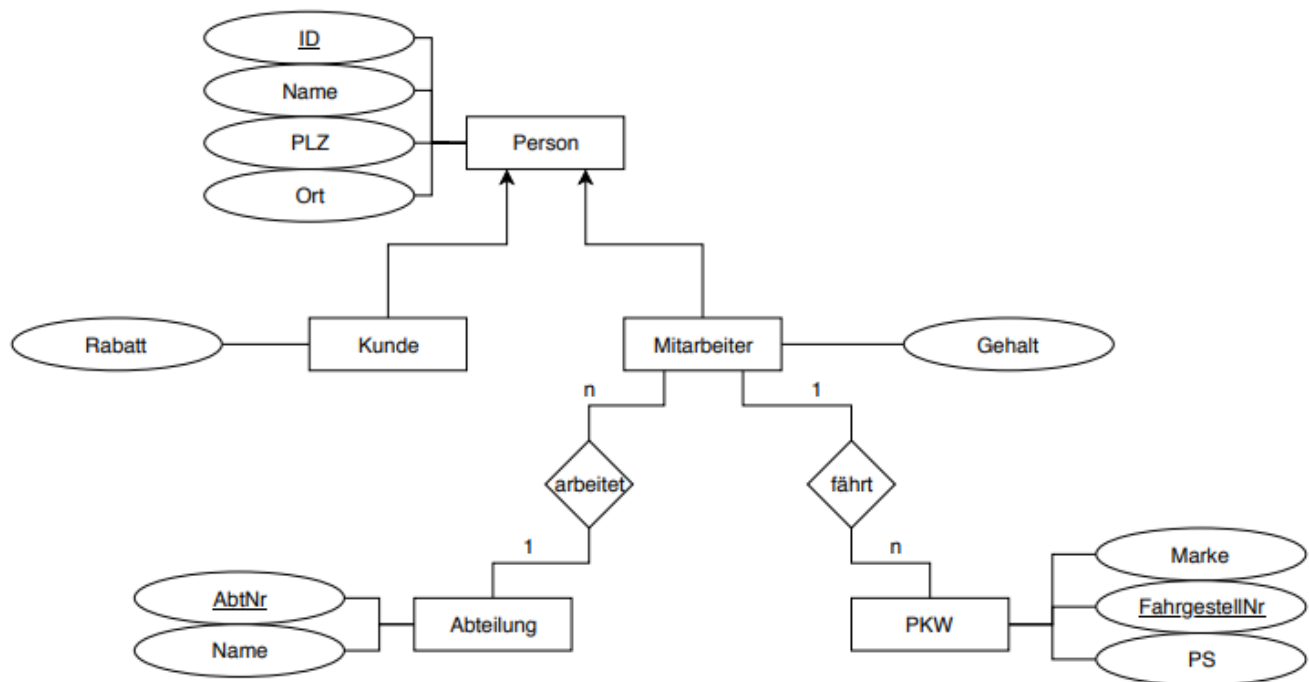 ID
Name
PLZ
Ort
Person
Rabatt
Kunde
Mitarbeiter
Gehalt
n
1
arbeitet
fährt
1
n
AbtNr
Name
Abteilung
PKW
Marke
FahrgestellNr
PS